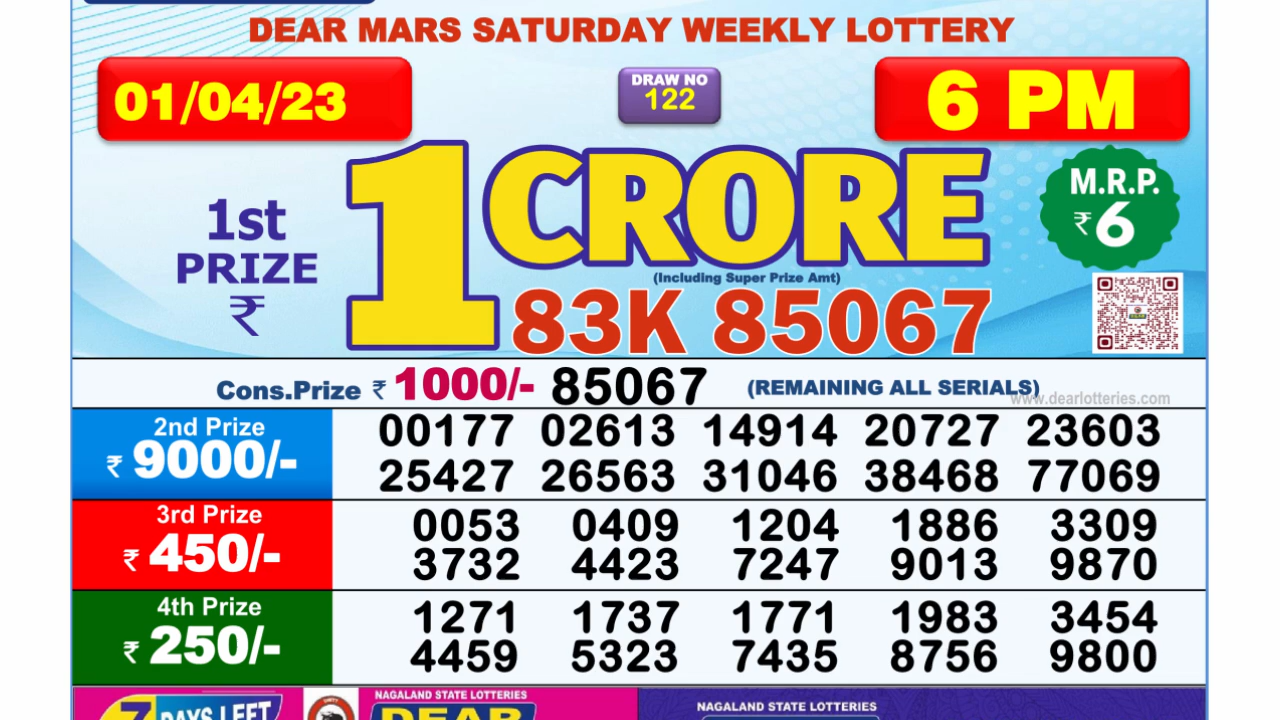 DEAR MARS SATURDAY WEEKLY LOTTERY
01/04/23
DRAW NO
122
6 PM
1st
PRIZE
₹
1 CRORE
(Including Super Prize Amt)
83K 85067
M.R.P.
₹6
Cons.Prize ₹ 1000/- 85067 (REMAINING ALL SERIALS)
www.dearlotteries.com
2nd Prize
₹ 9000/-
00177 02613 14914 20727 23603
25427 26563 31046 38468 77069
3rd Prize
₹ 450/-
0053 0409 1204 1886 3309
3732 4423 7247 9013 9870
4th Prize
₹ 250/-
1271 1737 1771 1983 3454
4459 5323 7435 8756 9800
7 DAYS LEFT
NAGALAND STATE LOTTERIES
DEAR
NAGALAND STATE LOTTERIES